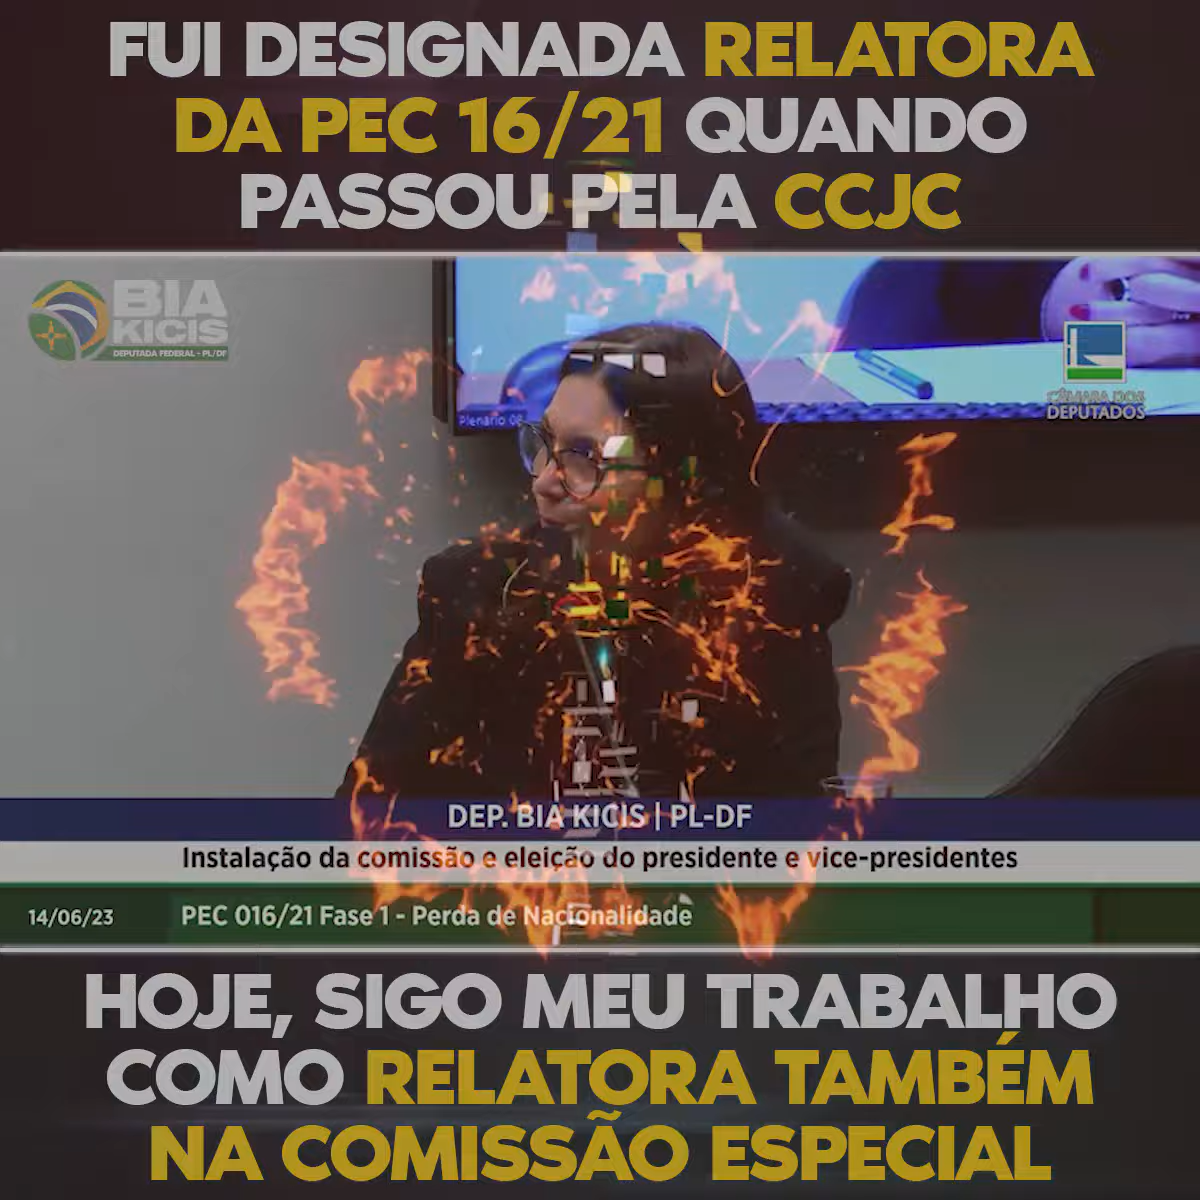 FUI DESIGNADA RELATORA
DA PEC 16/21 QUANDO
PASSOU PELA CCJC
BIA
KICIS
DEPUTADA FEDERAL - PL/DF
Plenário 08
CÂMARA DOS
DEPUTADOS
DEP. BIA KICIS | PL-DF
Instalação da comissão e eleição do presidente e vice-presidentes
14/06/23 PEC 016/21 Fase 1 - Perda de Nacionalidade
HOJE, SIGO MEU TRABALHO
COMO RELATORA TAMBÉM
NA COMISSÃO ESPECIAL